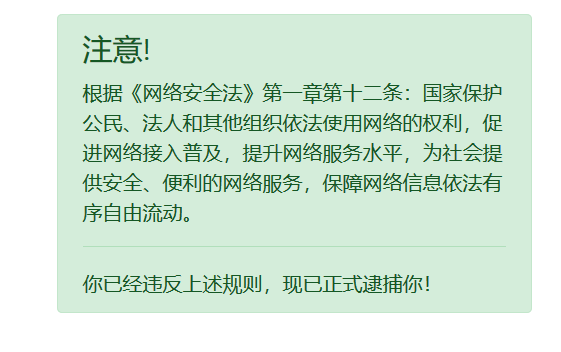 注意!
根据《网络安全法》第一章第十二条：国家保护
公民、法人和其他组织依法使用网络的权利，促
进网络接入普及，提升网络服务水平，为社会提
供安全、便利的网络服务，保障网络信息依法有
序自由流动。
你已经违反上述规则，现已正式逮捕你！